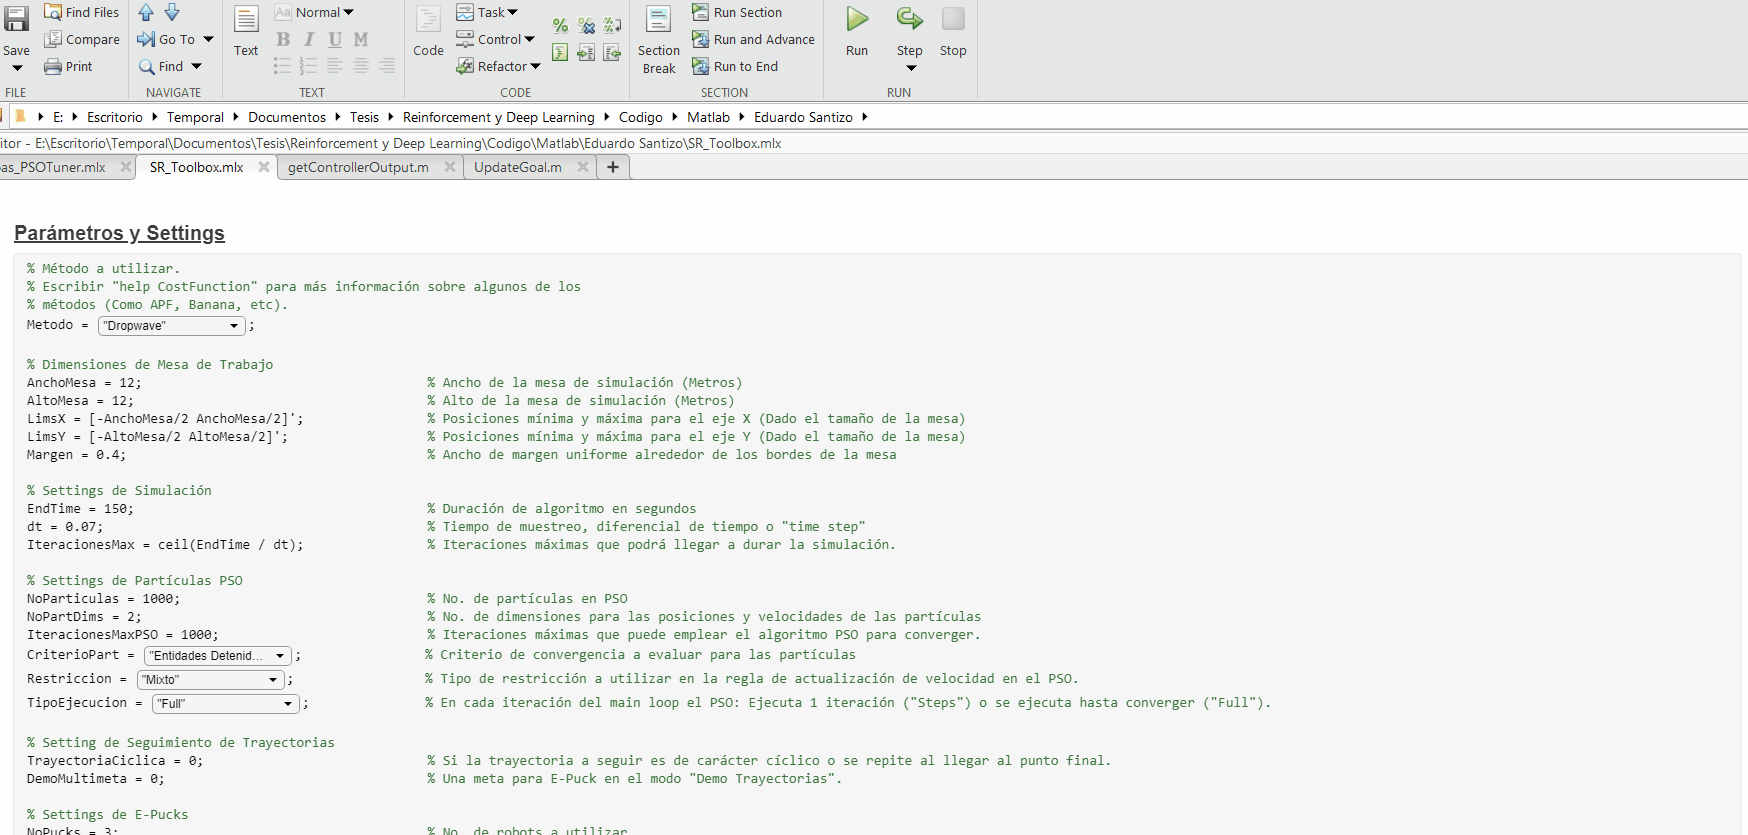 Save
Find Files
Compare
Print
FILE
Go To
Find
NAVIGATE
Text
Aa Normal
B I U M
TEXT
Code
Task
Control
Refactor
CODE
Section
Break
Run Section
Run and Advance
Run to End
SECTION
Run
Step
Stop
RUN
E: Escritorio Temporal Documentos Tesis Reinforcement y Deep Learning Codigo Matlab Eduardo Santizo
itor - E:\Escritorio\Temporal\Documentos\Tesis\Reinforcement y Deep Learning\Codigo\Matlab\Eduardo Santizo\SR_Toolbox.mlx
as_PSOTuner.mlx SR_Toolbox.mlx getControllerOutput.m UpdateGoal.m +
Parámetros y Settings
% Método a utilizar.
% Escribir "help CostFunction" para más información sobre algunos de los
% métodos (Como APF, Banana, etc).
Metodo = "Dropwave" ;
% Dimensiones de Mesa de Trabajo
AnchoMesa = 12; % Ancho de la mesa de simulación (Metros)
AltoMesa = 12; % Alto de la mesa de simulación (Metros)
LimsX = [-AnchoMesa/2 AnchoMesa/2]'; % Posiciones mínima y máxima para el eje X (Dado el tamaño de la mesa)
LimsY = [-AltoMesa/2 AltoMesa/2]'; % Posiciones mínima y máxima para el eje Y (Dado el tamaño de la mesa)
Margen = 0.4; % Ancho de margen uniforme alrededor de los bordes de la mesa
% Settings de Simulación
EndTime = 150; % Duración de algoritmo en segundos
dt = 0.07; % Tiempo de muestreo, diferencial de tiempo o "time step"
IteracionesMax = ceil(EndTime / dt); % Iteraciones máximas que podrá llegar a durar la simulación.
% Settings de Partículas PSO
NoParticulas = 1000; % No. de partículas en PSO
NoPartDims = 2; % No. de dimensiones para las posiciones y velocidades de las partículas
IteracionesMaxPSO = 1000; % Iteraciones máximas que puede emplear el algoritmo PSO para converger.
CriterioPart = "Entidades Detenid... ; % Criterio de convergencia a evaluar para las partículas
Restriccion = "Mixto" ; % Tipo de restricción a utilizar en la regla de actualización de velocidad en el PSO.
TipoEjecucion = "Full" ; % En cada iteración del main loop el PSO: Ejecuta 1 iteración ("Steps") o se ejecuta hasta converger ("Full").
% Setting de Seguimiento de Trayectorias
TrayectoriaCiclica = 0; % Si la trayectoria a seguir es de carácter cíclico o se repite al llegar al punto final.
DemoMultimeta = 0; % Una meta para E-Puck en el modo "Demo Trayectorias".
% Settings de E-Pucks
NoPucks = 3; % No. de robots a utilizar